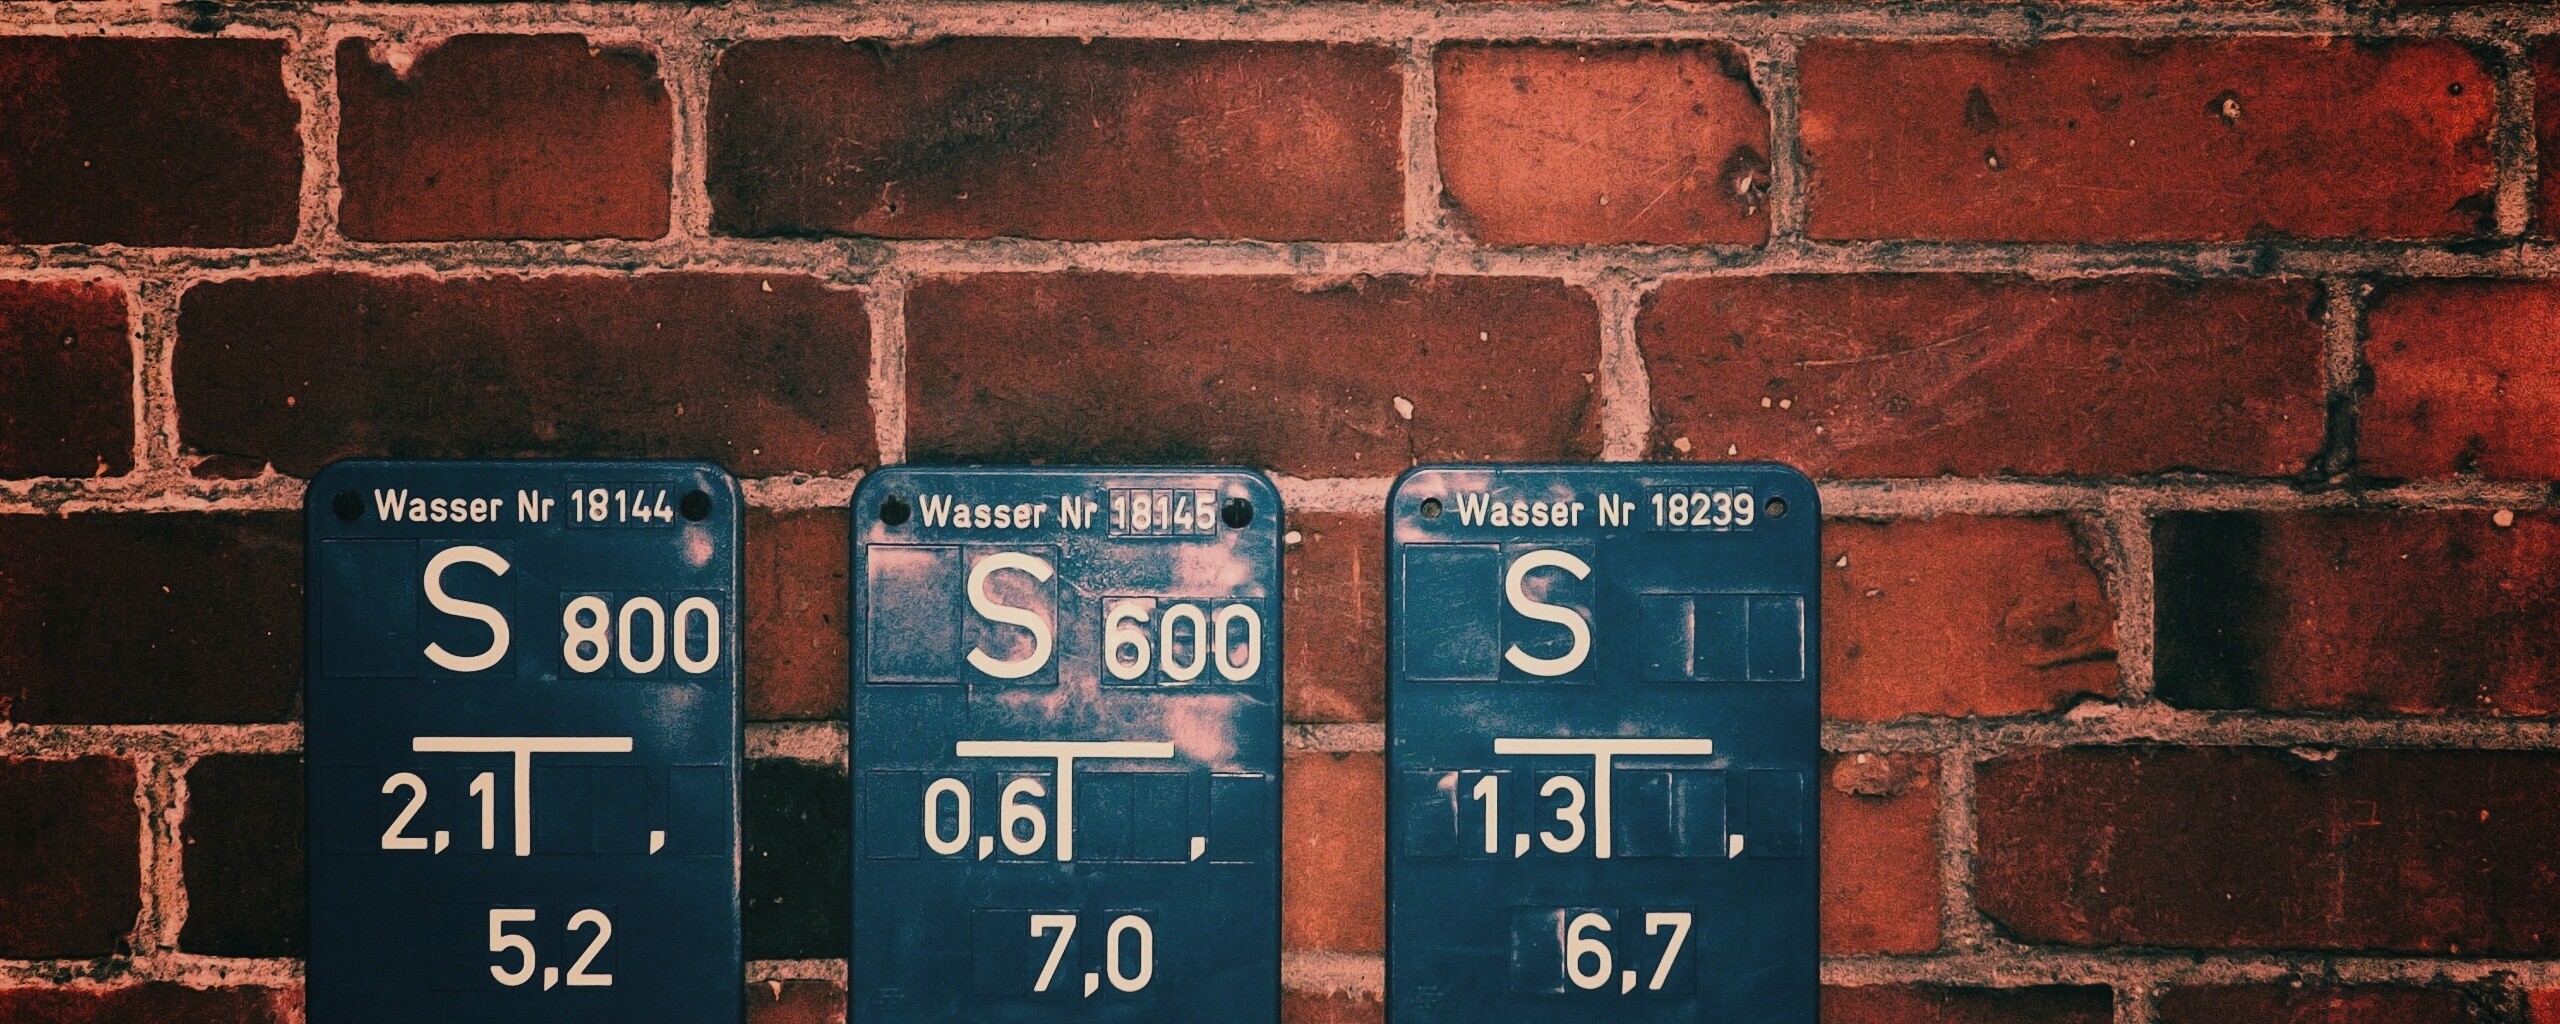 Wasser Nr 18144
S 800
2,1 ,
5,2
Wasser Nr 18145
S 600
0,6 ,
7,0
Wasser Nr 18239
S
1,3 ,
6,7